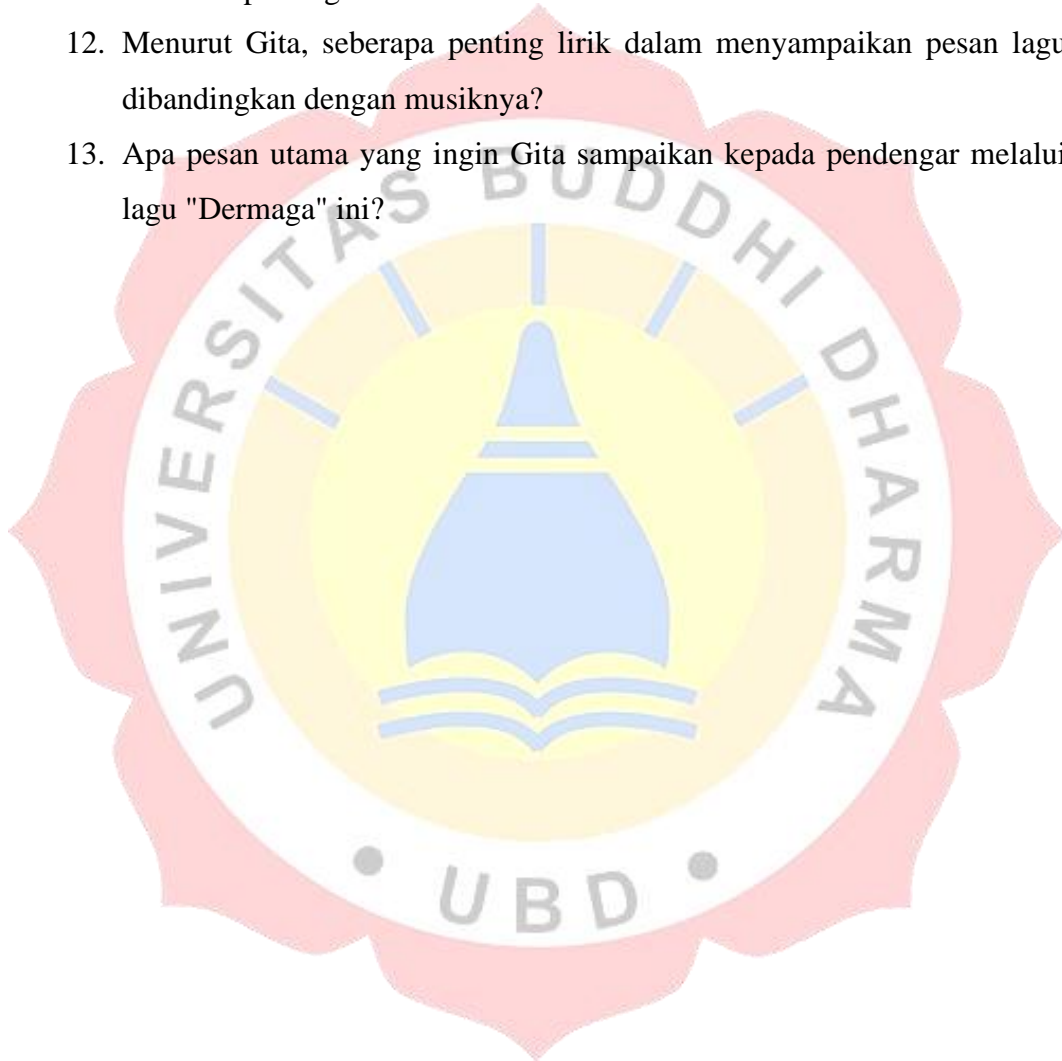 12. Menurut Gita, seberapa penting lirik dalam menyampaikan pesan lagu
dibandingkan dengan musiknya?
13. Apa pesan utama yang ingin Gita sampaikan kepada pendengar melalui
lagu "Dermaga" ini?
UNIVERSITAS BUDDHI DHARMA
• UBD •